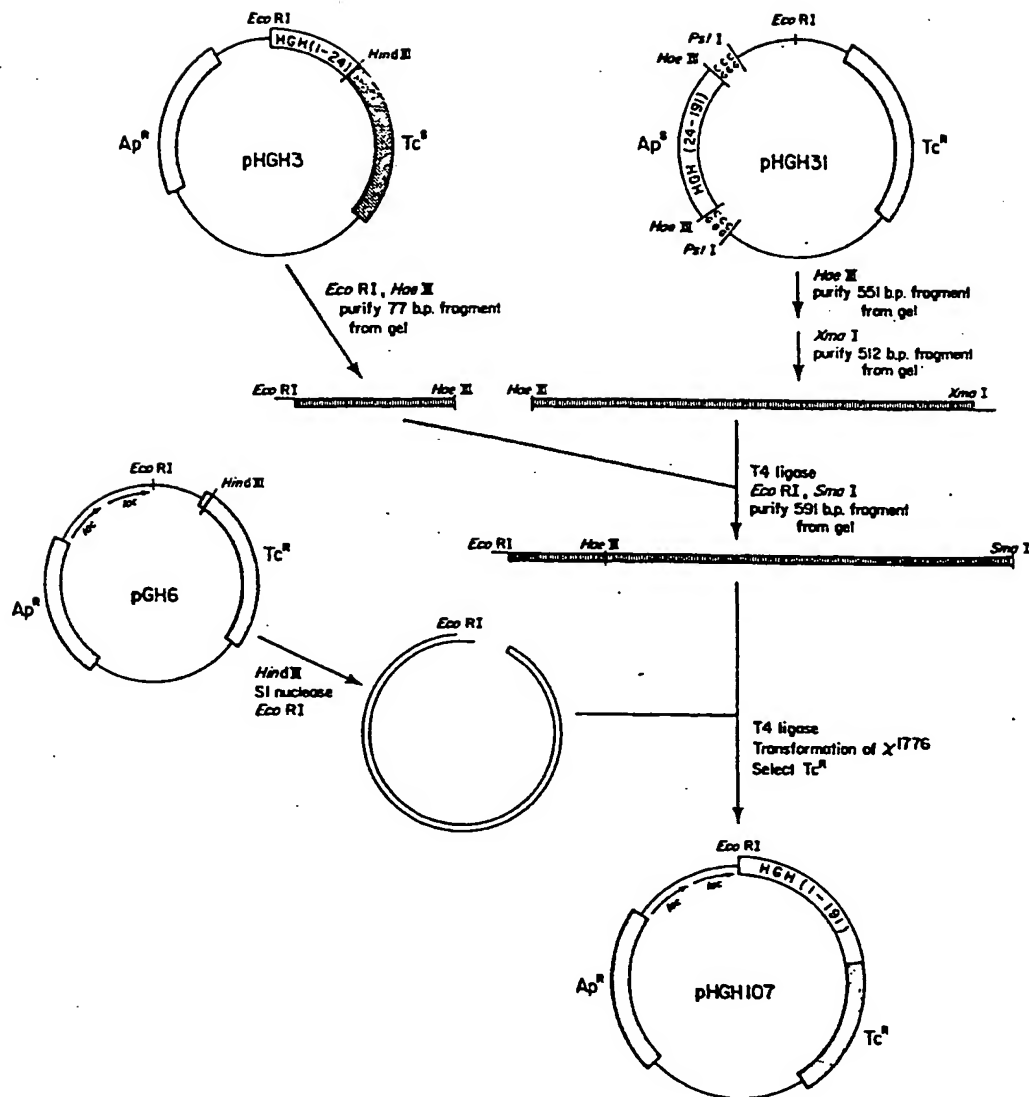 Eco RI
HGH (1-24)
Hind III
Ap^R
Tc^S
pHGH3
Eco RI
Pst I
Hae III
HGH (24-191)
Ap^S
Tc^R
pHGH31
Hae III
Pst I
Eco RI, Hae III
purify 77 b.p. fragment
from gel
Hae III
purify 551 b.p. fragment
from gel
Xma I
purify 512 b.p. fragment
from gel
Eco RI
Hae III
Hae III
Xma I
T4 ligase
Eco RI, Sma I
purify 591 b.p. fragment
from gel
Eco RI
Hind III
lac
lac
Ap^R
Tc^R
pGH6
Eco RI
Hae III
Sma I
Hind III
S1 nuclease
Eco RI
Eco RI
T4 ligase
Transformation of χ1776
Select Tc^R
Eco RI
HGH (1-191)
lac
lac
Ap^R
Tc^R
pHGH107